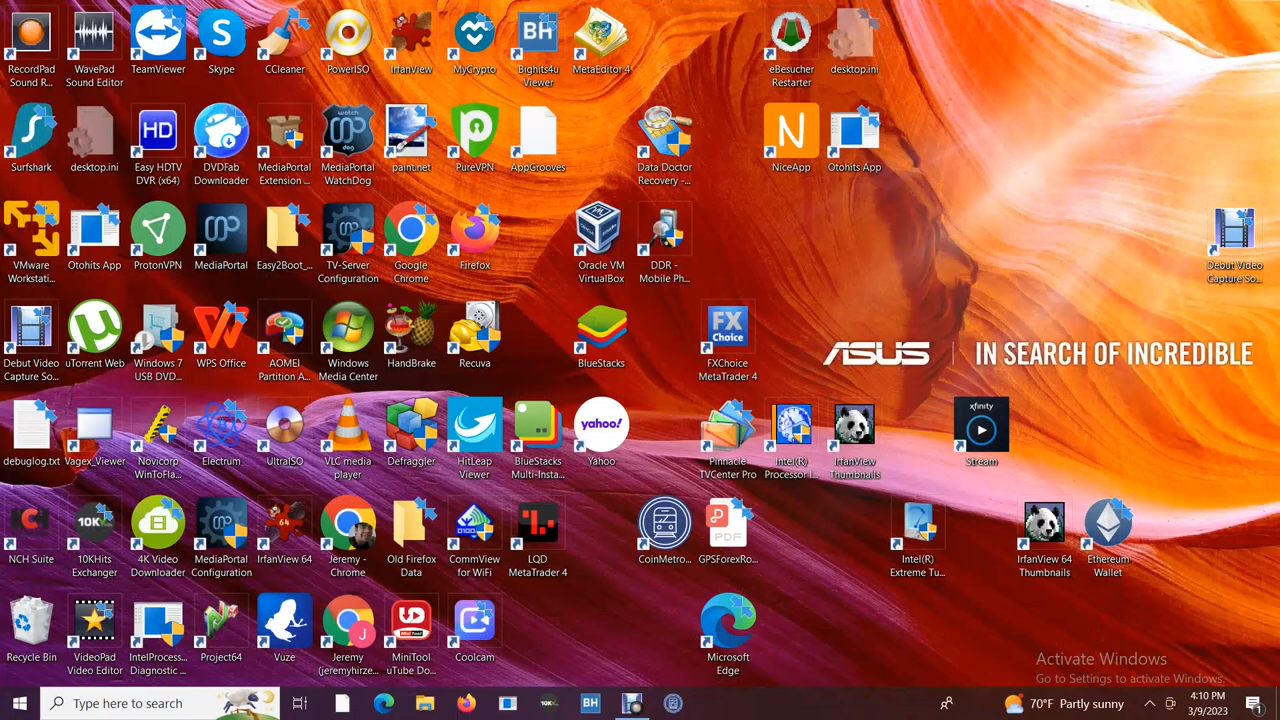 RecordPad
Sound R...
WavePad
Sound Editor
TeamViewer
Skype
CCleaner
PowerISO
IrfanView
MyCrypto
BH
Bighits4u
Viewer
MetaEditor 4
eBesucher
Restarter
desktop.ini
Surfshark
desktop.ini
HD
Easy HDTV
DVR (x64)
DVDFab
Downloader
MediaPortal
Extension ...
watch
dog
MediaPortal
WatchDog
paint.net
PureVPN
AppGrooves
Data Doctor
Recovery -...
N
NiceApp
Otohits App
VMware
Workstati...
Otohits App
ProtonVPN
MediaPortal
Easy2Boot_...
TV-Server
Configuration
Google
Chrome
Firefox
Oracle VM
VirtualBox
DDR -
Mobile Ph...
Debut Video
Capture So...
Debut Video
Capture So...
uTorrent Web
Windows 7
USB DVD...
WPS Office
AOMEI
Partition A...
Windows
Media Center
HandBrake
Recuva
BlueStacks
FX
Choice
FXChoice
MetaTrader 4
ASUS
IN SEARCH OF INCREDIBLE
debuglog.txt
Vagex_Viewer
Novicorp
WinToFla...
Electrum
UltraISO
VLC media
player
Defraggler
HitLeap
Viewer
BlueStacks
Multi-Insta...
yahoo!
Yahoo
Pinnacle
TVCenter Pro
Intel(R)
Processor I...
IrfanView
Thumbnails
xfinity
Stream
NCH Suite
10KH
10KHits
Exchanger
4K Video
Downloader
MediaPortal
Configuration
64
IrfanView 64
Jeremy -
Chrome
Old Firefox
Data
CommView
for WiFi
LQD
MetaTrader 4
CoinMetro...
PDF
GPSForexRo...
Intel(R)
Extreme Tu...
IrfanView 64
Thumbnails
Ethereum
Wallet
Recycle Bin
VideoPad
Video Editor
IntelProcess...
Diagnostic ...
Project64
Vuze
J
Jeremy
(jeremyhirze...
UD
MiniTool
MiniTool
uTube Do...
Coolcam
Microsoft
Edge
Activate Windows
Go to Settings to activate Windows.
Type here to search
BH
70°F Partly sunny
4:10 PM
3/9/2023
1